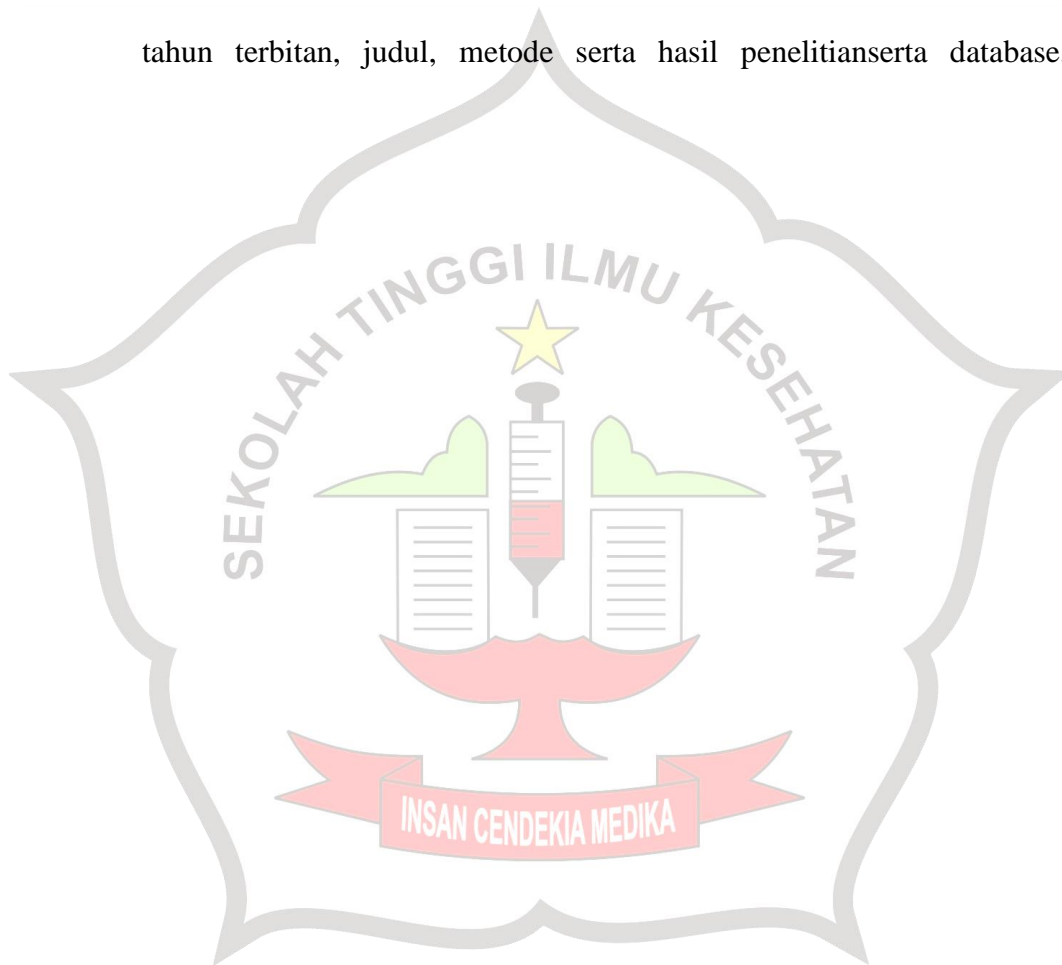 tahun terbitan, judul, metode serta hasil penelitianserta database.
SEKOLAH TINGGI ILMU KESEHATAN
INSAN CENDEKIA MEDIKA